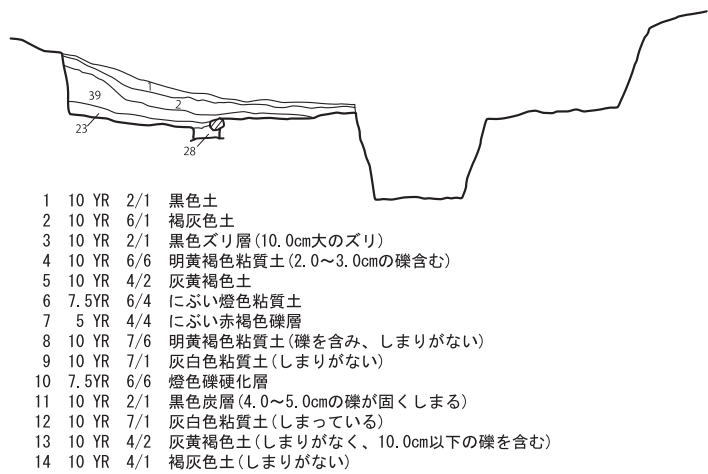 1
39
2
23
28
1 10 YR 2/1 黒色土
2 10 YR 6/1 褐灰色土
3 10 YR 2/1 黒色ズリ層(10.0cm大のズリ)
4 10 YR 6/6 明黄褐色粘質土(2.0～3.0cmの礫含む)
5 10 YR 4/2 灰黄褐色土
6 7.5YR 6/4 にぶい燈色粘質土
7 5 YR 4/4 にぶい赤褐色礫層
8 10 YR 7/6 明黄褐色粘質土(礫を含み、しまりがない)
9 10 YR 7/1 灰白色粘質土(しまりがない)
10 7.5YR 6/6 燈色礫硬化層
11 10 YR 2/1 黒色炭層(4.0～5.0cmの礫が固くしまる)
12 10 YR 7/1 灰白色粘質土(しまっている)
13 10 YR 4/2 灰黄褐色土(しまりがなく、10.0cm以下の礫を含む)
14 10 YR 4/1 褐灰色土(しまりがない)